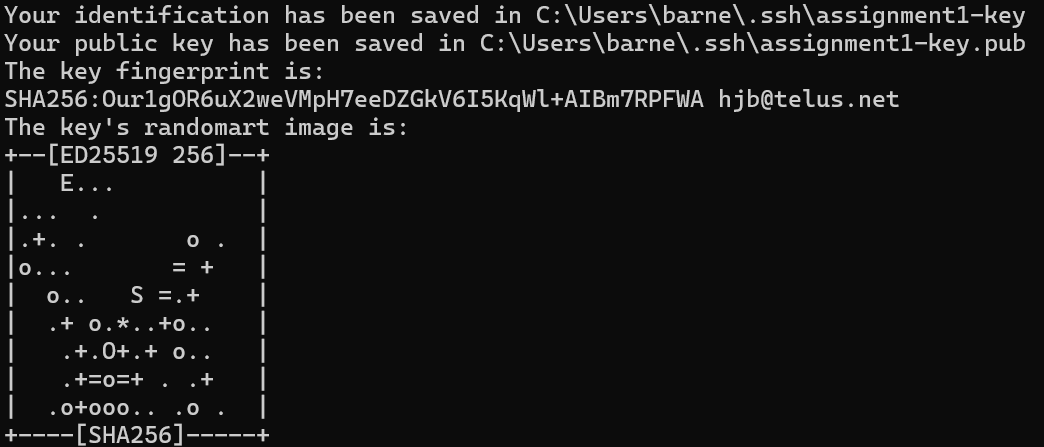 Your identification has been saved in C:\Users\barne\.ssh\assignment1-key
Your public key has been saved in C:\Users\barne\.ssh\assignment1-key.pub
The key fingerprint is:
SHA256:Our1gOR6uX2weVMpH7eeDZGkV6I5KqWl+AIBm7RPFWA hjb@telus.net
The key's randomart image is:
+--[ED25519 256]--+
|   E...          |
|...  .           |
|.+. .       o .  |
|o...       = +   |
|  o..   S =.+    |
|  .+ o.*..+o..   |
|   .+.O+.+ o..   |
|   .+=o=+ . .+   |
|  .o+ooo.. .o .  |
+----[SHA256]-----+